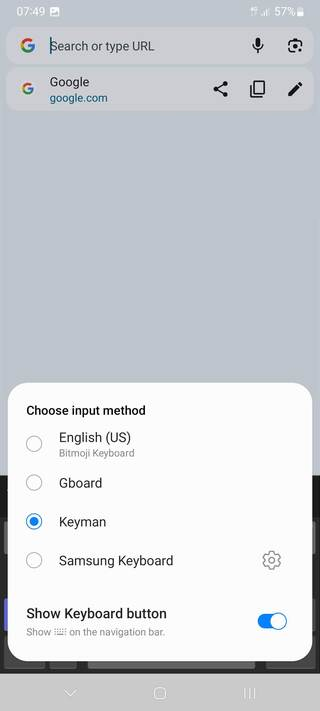 07:49
57%
Search or type URL
Google
google.com
Choose input method
English (US)
Bitmoji Keyboard
Gboard
Keyman
Samsung Keyboard
Show Keyboard button
Show on the navigation bar.